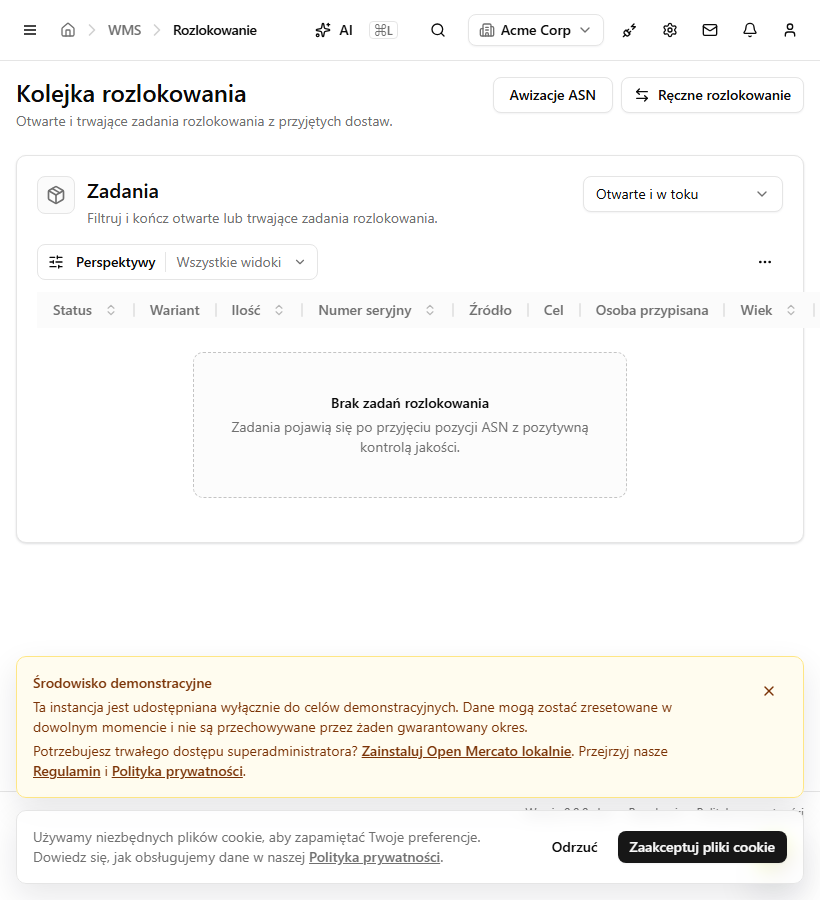 WMS Rozlokowanie AI ⌘L Acme Corp
Kolejka rozlokowania
Otwarte i trwające zadania rozlokowania z przyjętych dostaw.
Awizacje ASN Ręczne rozlokowanie
Zadania
Filtruj i kończ otwarte lub trwające zadania rozlokowania.
Otwarte i w toku
Perspektywy Wszystkie widoki
Status Wariant Ilość Numer seryjny Źródło Cel Osoba przypisana Wiek
Brak zadań rozlokowania
Zadania pojawią się po przyjęciu pozycji ASN z pozytywną
kontrolą jakości.
Środowisko demonstracyjne
Ta instancja jest udostępniana wyłącznie do celów demonstracyjnych. Dane mogą zostać zresetowane w
dowolnym momencie i nie są przechowywane przez żaden gwarantowany okres.
Potrzebujesz trwałego dostępu superadministratora? Zainstaluj Open Mercato lokalnie. Przejrzyj nasze
Regulamin i Polityka prywatności.
Używamy niezbędnych plików cookie, aby zapamiętać Twoje preferencje.
Dowiedz się, jak obsługujemy dane w naszej Polityka prywatności.
Odrzuć Zaakceptuj pliki cookie